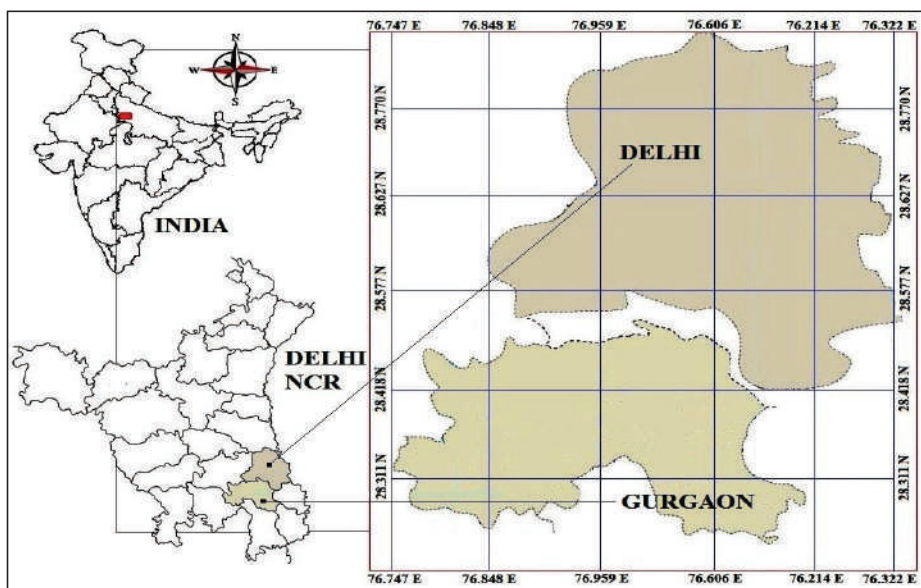 76.747 E 76.848 E 76.959 E 76.606 E 76.214 E 76.322 E
N
W E
S
INDIA
DELHI
NCR
DELHI
GURGAON
28.770 N
28.627 N
28.577 N
28.418 N
28.311 N
28.770 N
28.627 N
28.577 N
28.418 N
28.311 N
76.747 E 76.848 E 76.959 E 76.606 E 76.214 E 76.322 E